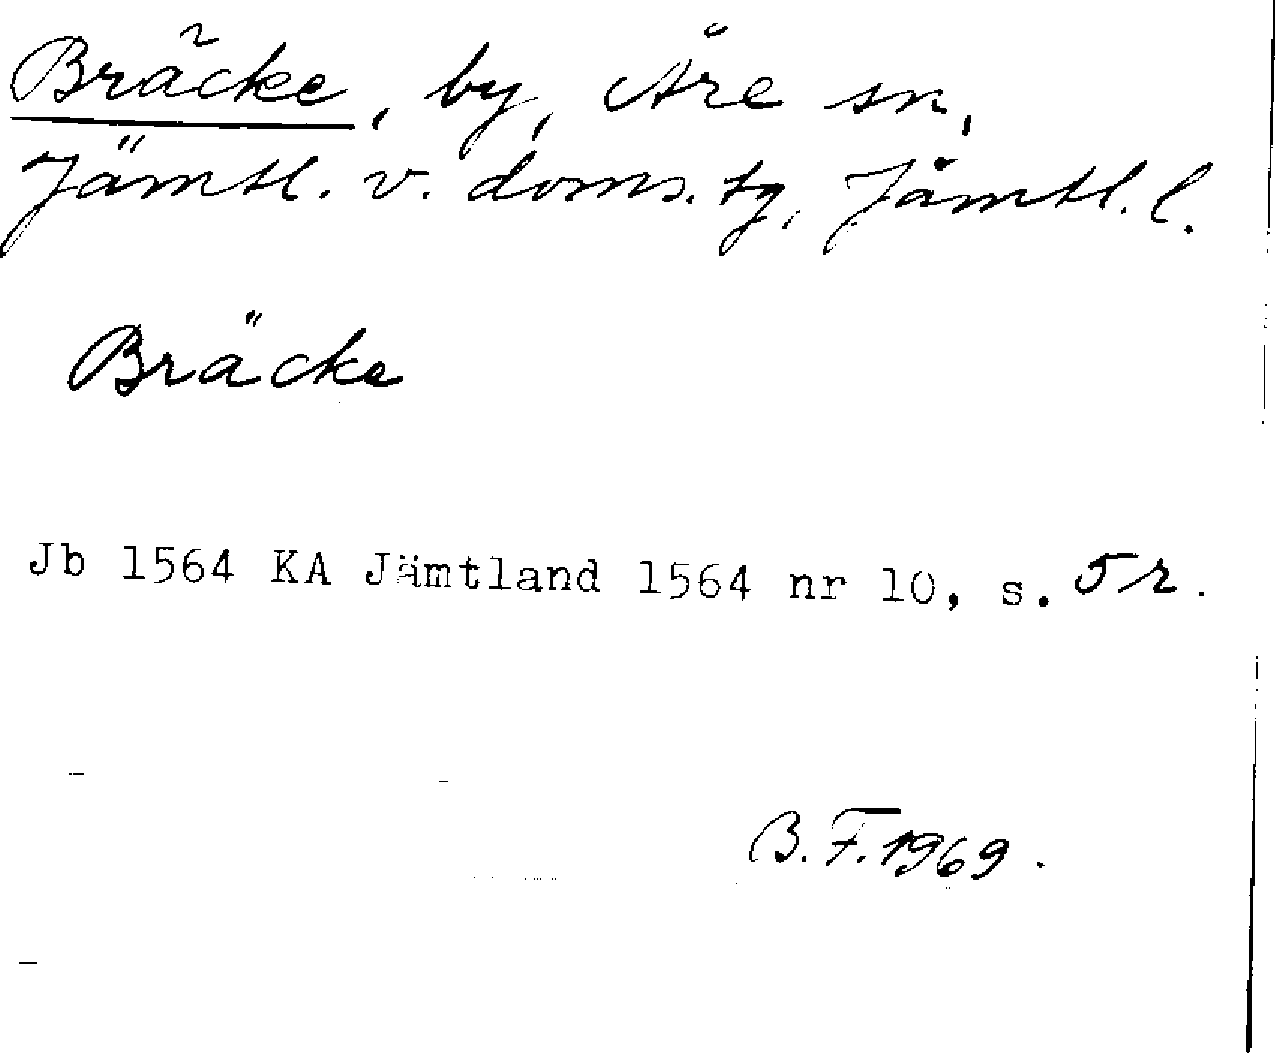 Bräcke, by, Åre sn,
Jämtl. v. doms. tg, Jämtl. l.
Bräcke
Jb 1564 KA Jämtland 1564 nr 10, s. 5r.
B.F. 1969.